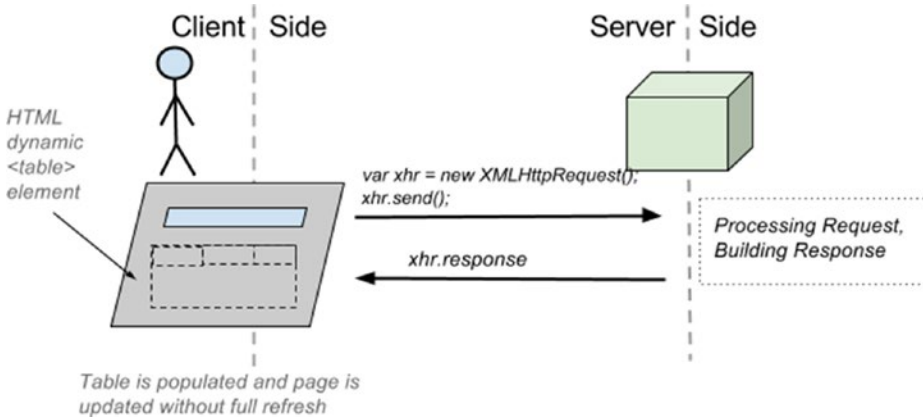 Client Side
Server Side
HTML
dynamic
<table>
element
var xhr = new XMLHttpRequest();
xhr.send();
Processing Request,
Building Response
xhr.response
Table is populated and page is
updated without full refresh